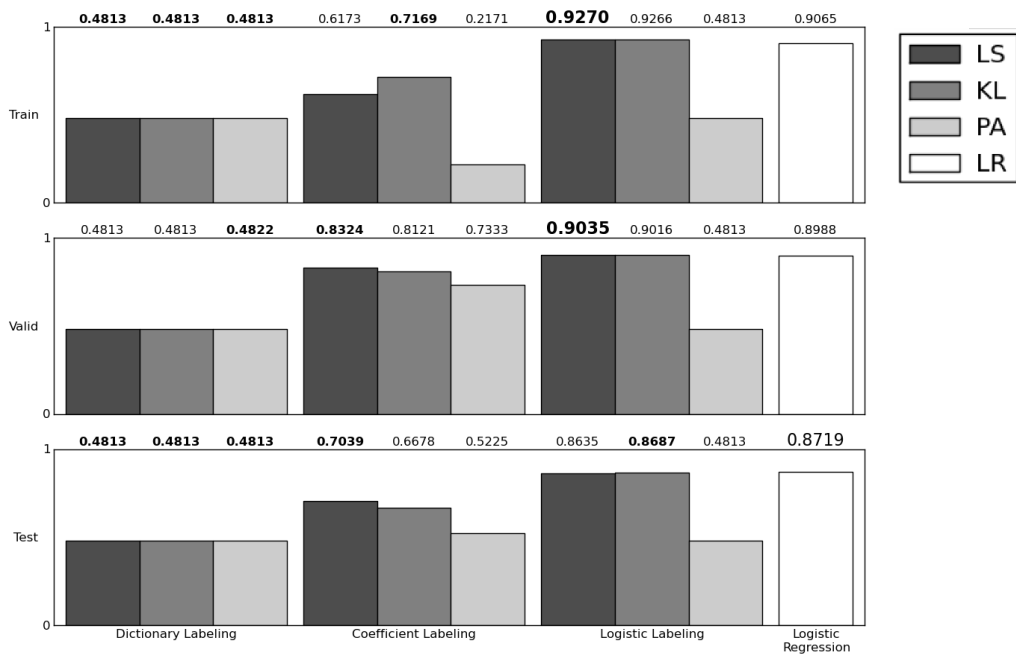 0.4813 0.4813 0.4813 0.6173 0.7169 0.2171 0.9270 0.9266 0.4813 0.9065
1
Train
0
0.4813 0.4813 0.4822 0.8324 0.8121 0.7333 0.9035 0.9016 0.4813 0.8988
1
Valid
0
0.4813 0.4813 0.4813 0.7039 0.6678 0.5225 0.8635 0.8687 0.4813 0.8719
1
Test
0
Dictionary Labeling Coefficient Labeling Logistic Labeling Logistic
Regression
LS
KL
PA
LR